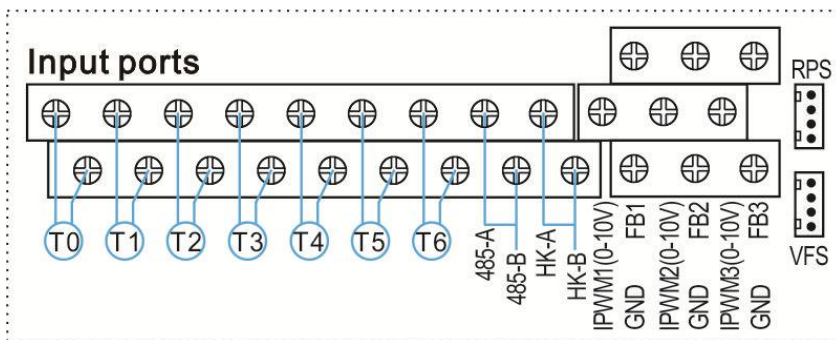 Input ports
RPS
T0 T1 T2 T3 T4 T5 T6
485-A
485-B
HK-A
HK-B
IPWM1(0-10V)
GND FB1
IPWM2(0-10V)
GND FB2
IPWM3(0-10V)
GND FB3
VFS